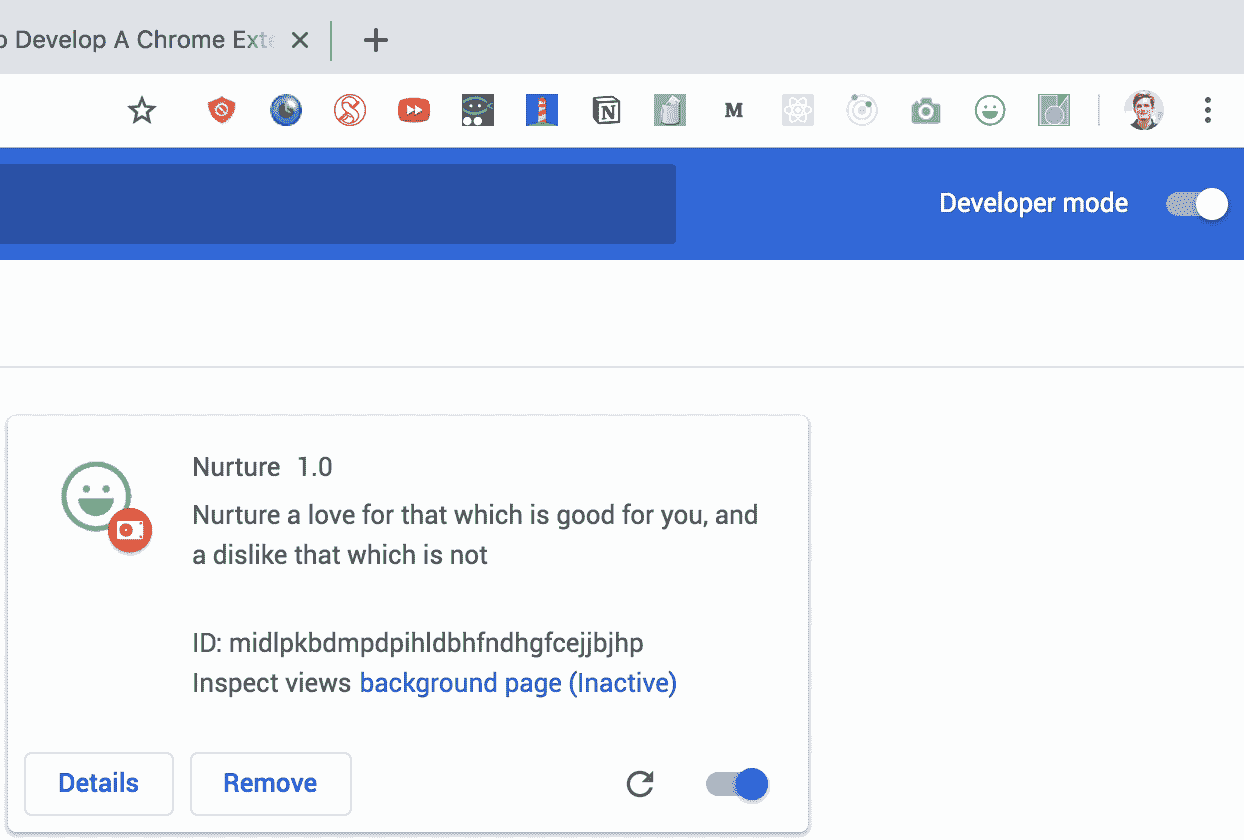 Develop A Chrome Ext
N
M
Developer mode
Nurture 1.0
Nurture a love for that which is good for you, and
a dislike that which is not
ID: midlpkbdmpdpihldbhfndhgfcejjbjhp
Inspect views background page (Inactive)
Details Remove